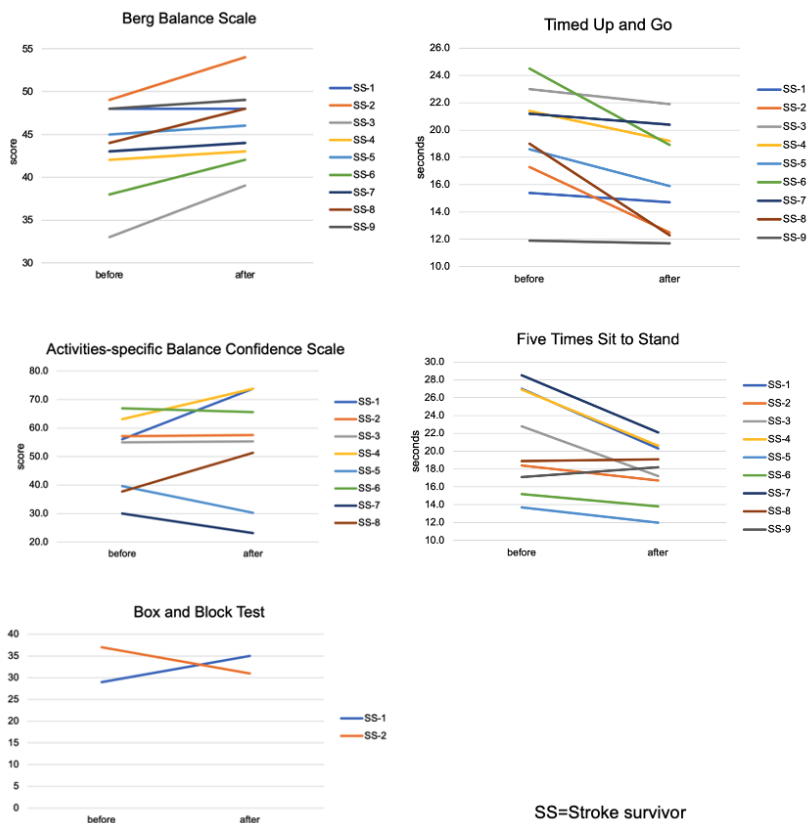 Berg Balance Scale
55
50
45
40
35
30
score
before
after
SS-1
SS-2
SS-3
SS-4
SS-5
SS-6
SS-7
SS-8
SS-9
Timed Up and Go
26.0
24.0
22.0
20.0
18.0
16.0
14.0
12.0
10.0
seconds
before
after
SS-1
SS-2
SS-3
SS-4
SS-5
SS-6
SS-7
SS-8
SS-9
Activities-specific Balance Confidence Scale
80.0
70.0
60.0
50.0
40.0
30.0
20.0
score
before
after
SS-1
SS-2
SS-3
SS-4
SS-5
SS-6
SS-7
SS-8
Five Times Sit to Stand
30.0
28.0
26.0
24.0
22.0
20.0
18.0
16.0
14.0
12.0
10.0
seconds
before
after
SS-1
SS-2
SS-3
SS-4
SS-5
SS-6
SS-7
SS-8
SS-9
Box and Block Test
40
35
30
25
20
15
10
5
0
before
after
SS-1
SS-2
SS=Stroke survivor